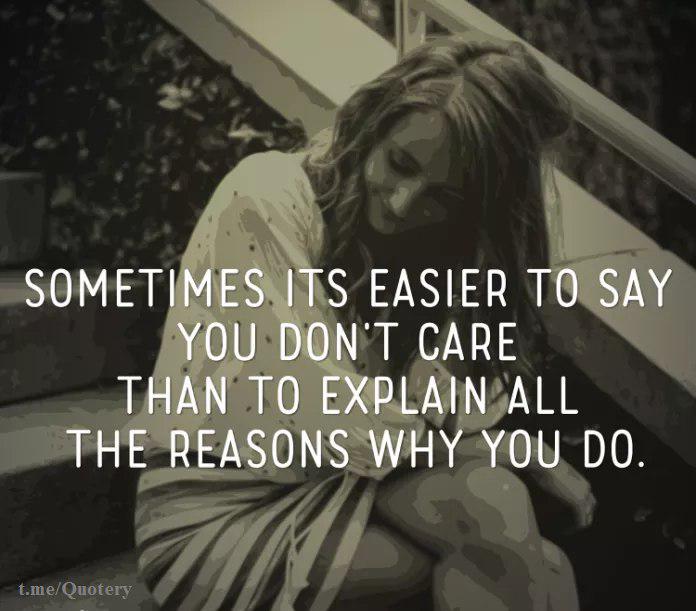 SOMETIMES ITS EASIER TO SAY
YOU DON'T CARE
THAN TO EXPLAIN ALL
THE REASONS WHY YOU DO.
t.me/Quotery